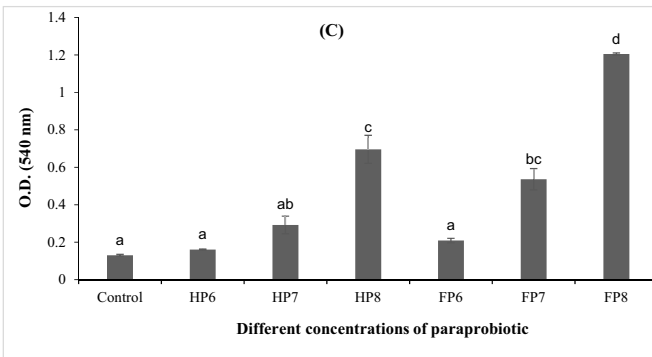 (C)
O.D. (540 nm)
1.4
1.2
1
0.8
0.6
0.4
0.2
0
a
a
ab
c
a
bc
d
Control HP6 HP7 HP8 FP6 FP7 FP8
Different concentrations of paraprobiotic